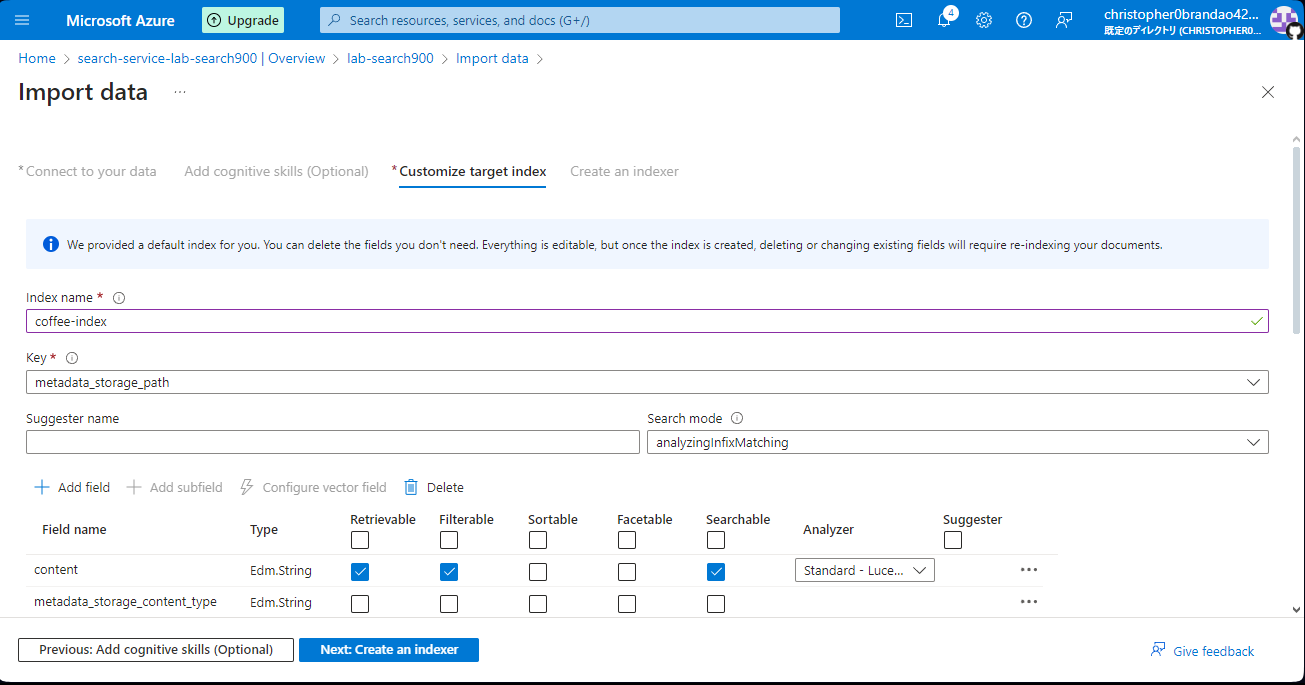 Microsoft Azure
Upgrade
Search resources, services, and docs (G+/)
4
christopher0brandao42...
既定のディレクトリ (CHRISTOPHER0...
Home > search-service-lab-search900 | Overview > lab-search900 > Import data >
Import data ...
* Connect to your data Add cognitive skills (Optional) * Customize target index Create an indexer
We provided a default index for you. You can delete the fields you don't need. Everything is editable, but once the index is created, deleting or changing existing fields will require re-indexing your documents.
Index name *
coffee-index
Key *
metadata_storage_path
Suggester name Search mode
analyzingInfixMatching
Add field Add subfield Configure vector field Delete
Field name Type Retrievable Filterable Sortable Facetable Searchable Analyzer Suggester
content Edm.String Standard - Luce...
metadata_storage_content_type Edm.String
Previous: Add cognitive skills (Optional) Next: Create an indexer Give feedback